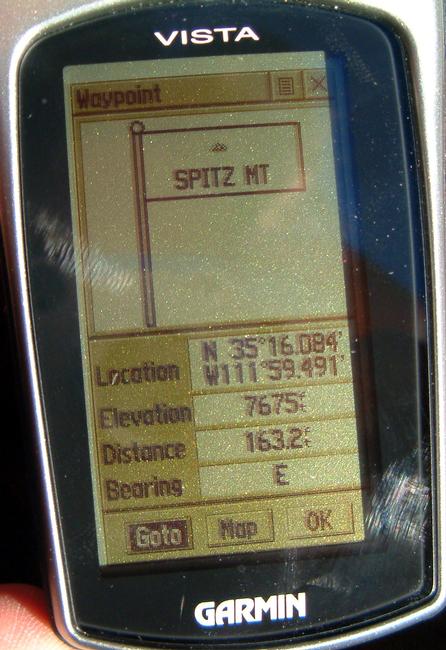 VISTA
Waypoint
SPITZ MT
Location N 35°16.084'
W111°59.491'
Elevation 7675ft
Distance 163.2ft
Bearing E
Goto Map OK
GARMIN